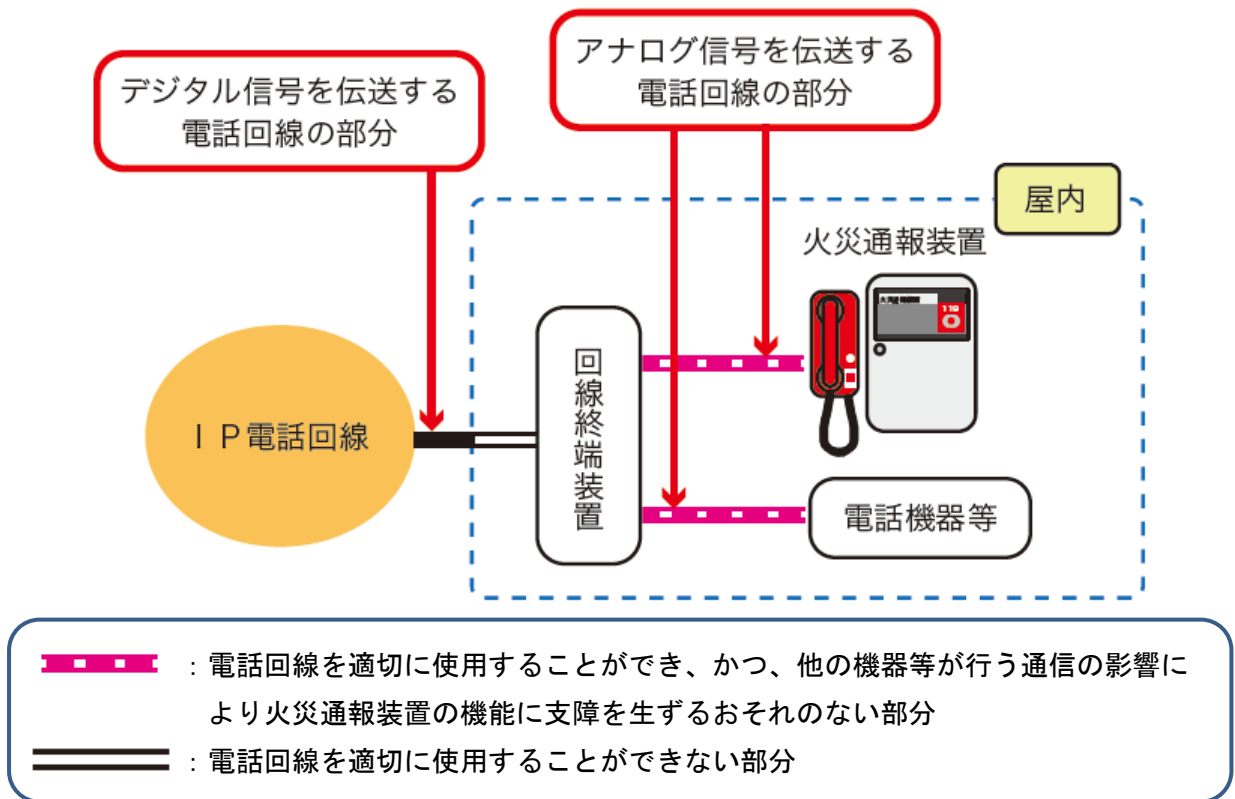 アナログ信号を伝送する
電話回線の部分
デジタル信号を伝送する
電話回線の部分
屋内
火災通報装置
火災通報装置
119
回線終端装置
IP電話回線
電話機器等
：電話回線を適切に使用することができ、かつ、他の機器等が行う通信の影響に
より火災通報装置の機能に支障を生ずるおそれのない部分
：電話回線を適切に使用することができない部分